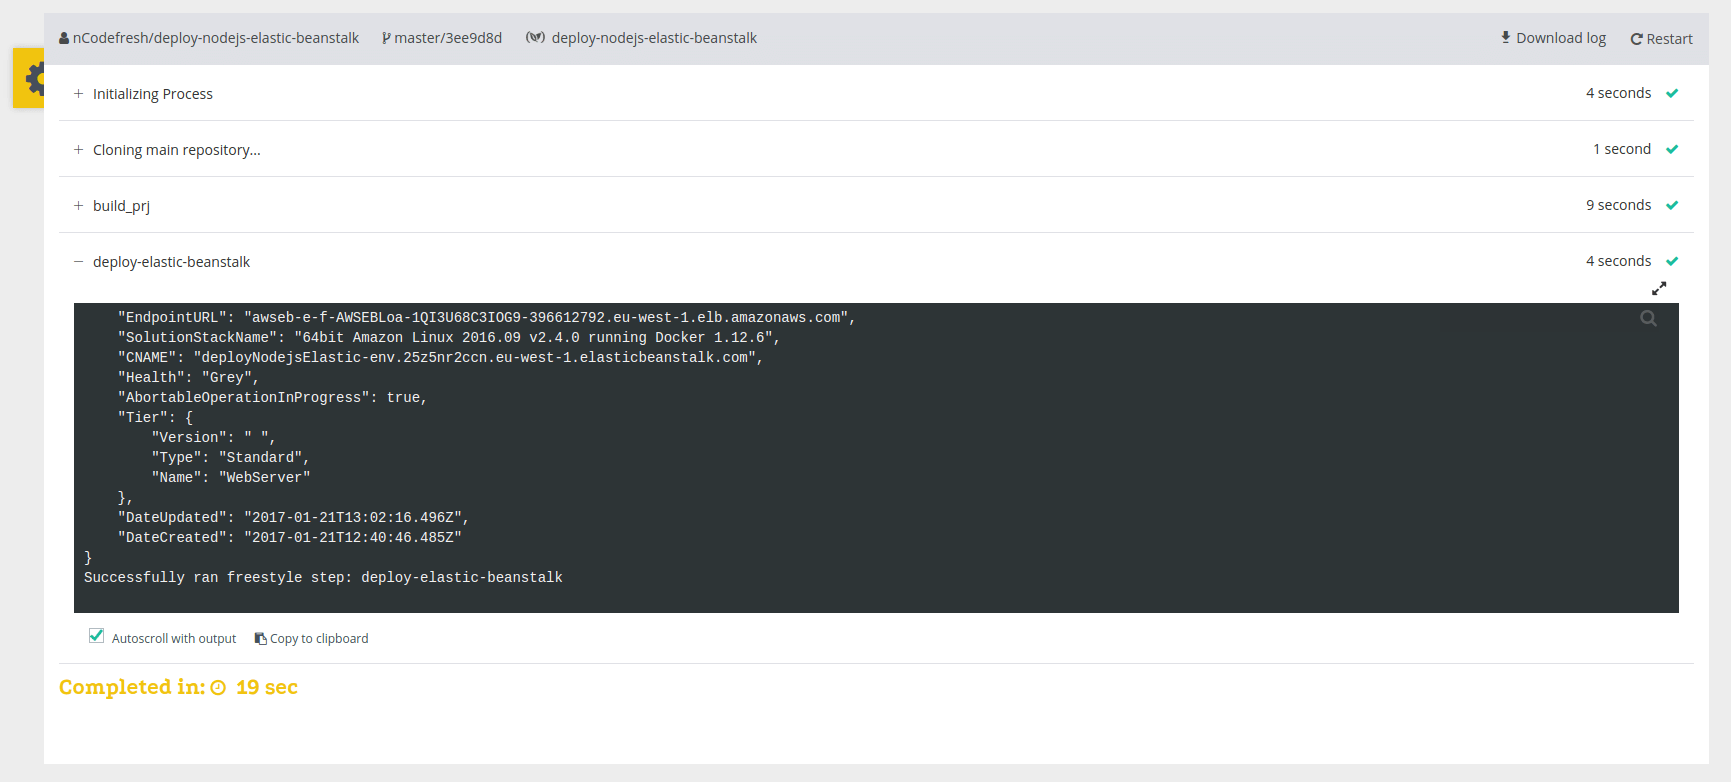 nCodefresh/deploy-nodejs-elastic-beanstalk master/3ee9d8d deploy-nodejs-elastic-beanstalk Download log Restart
+ Initializing Process 4 seconds
+ Cloning main repository... 1 second
+ build_prj 9 seconds
− deploy-elastic-beanstalk 4 seconds
"EndpointURL": "awseb-e-f-AWSEBLoa-1QI3U68C3IOG9-396612792.eu-west-1.elb.amazonaws.com",
"SolutionStackName": "64bit Amazon Linux 2016.09 v2.4.0 running Docker 1.12.6",
"CNAME": "deployNodejsElastic-env.25z5nr2ccn.eu-west-1.elasticbeanstalk.com",
"Health": "Grey",
"AbortableOperationInProgress": true,
"Tier": {
"Version": " ",
"Type": "Standard",
"Name": "WebServer"
},
"DateUpdated": "2017-01-21T13:02:16.496Z",
"DateCreated": "2017-01-21T12:40:46.485Z"
}
Successfully ran freestyle step: deploy-elastic-beanstalk
Autoscroll with output Copy to clipboard
Completed in: 19 sec